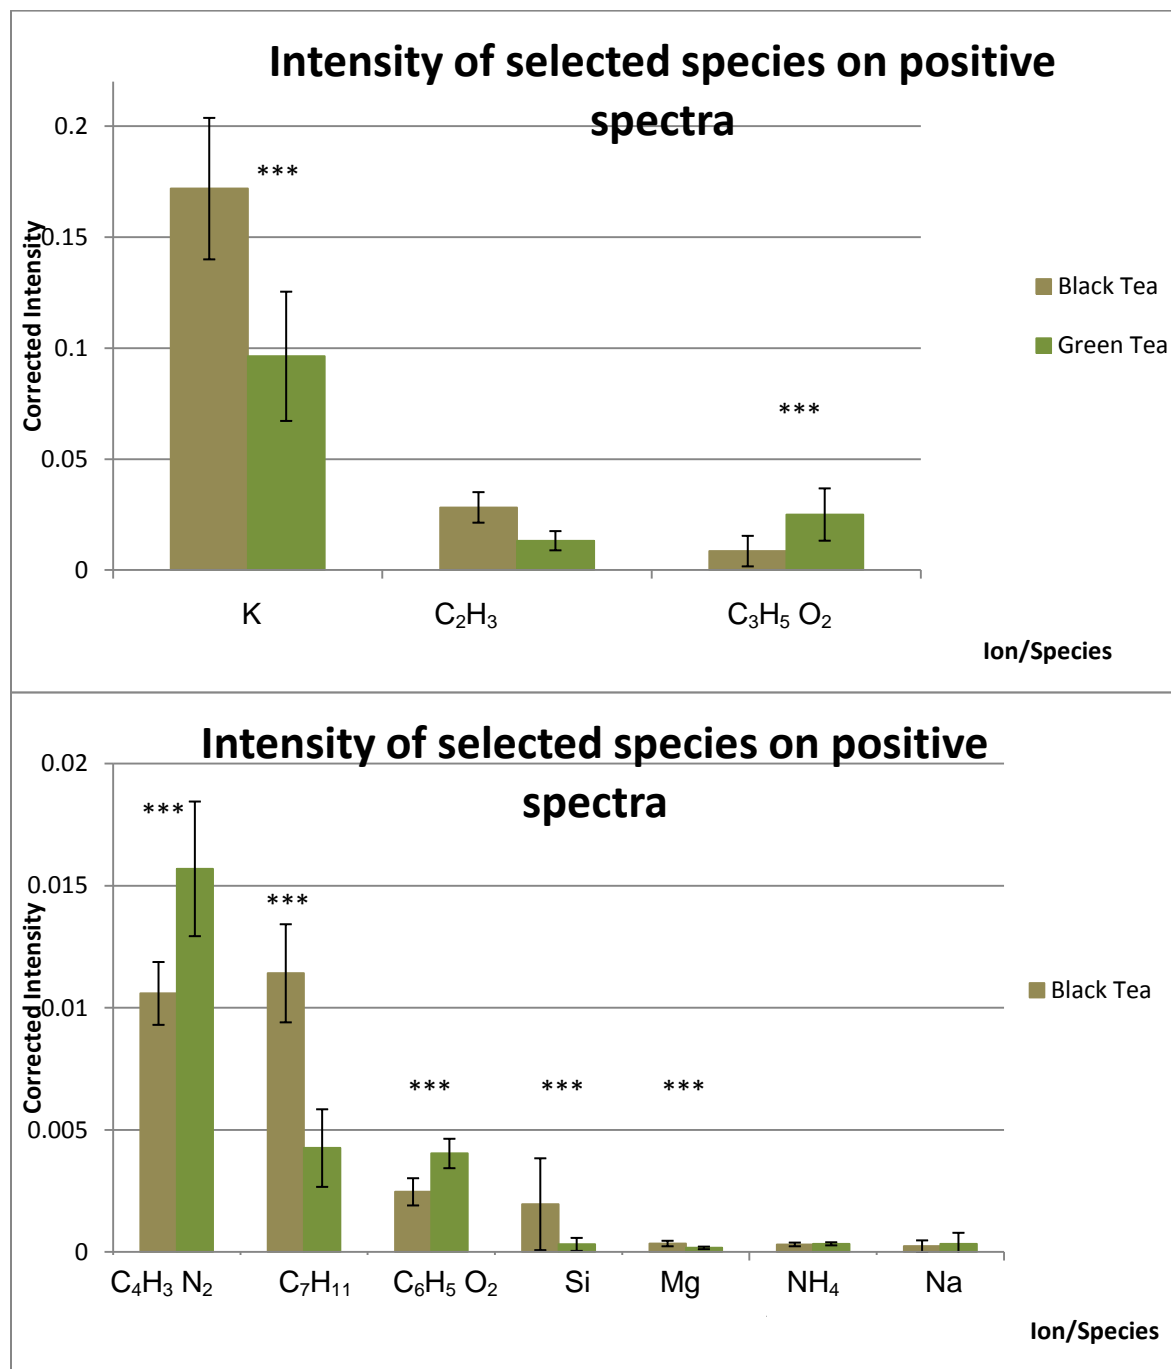 Intensity of selected species on positive
spectra
0.2
***
0.15
0.1
***
0.05
0
Corrected Intensity
Black Tea
Green Tea
K
C₂H₃
C₃H₅ O₂
Ion/Species
Intensity of selected species on positive
spectra
0.02
***
0.015
***
0.01
*** *** ***
0.005
0
Corrected Intensity
Black Tea
C₄H₃ N₂ C₇H₁₁ C₆H₅ O₂ Si Mg NH₄ Na
Ion/Species